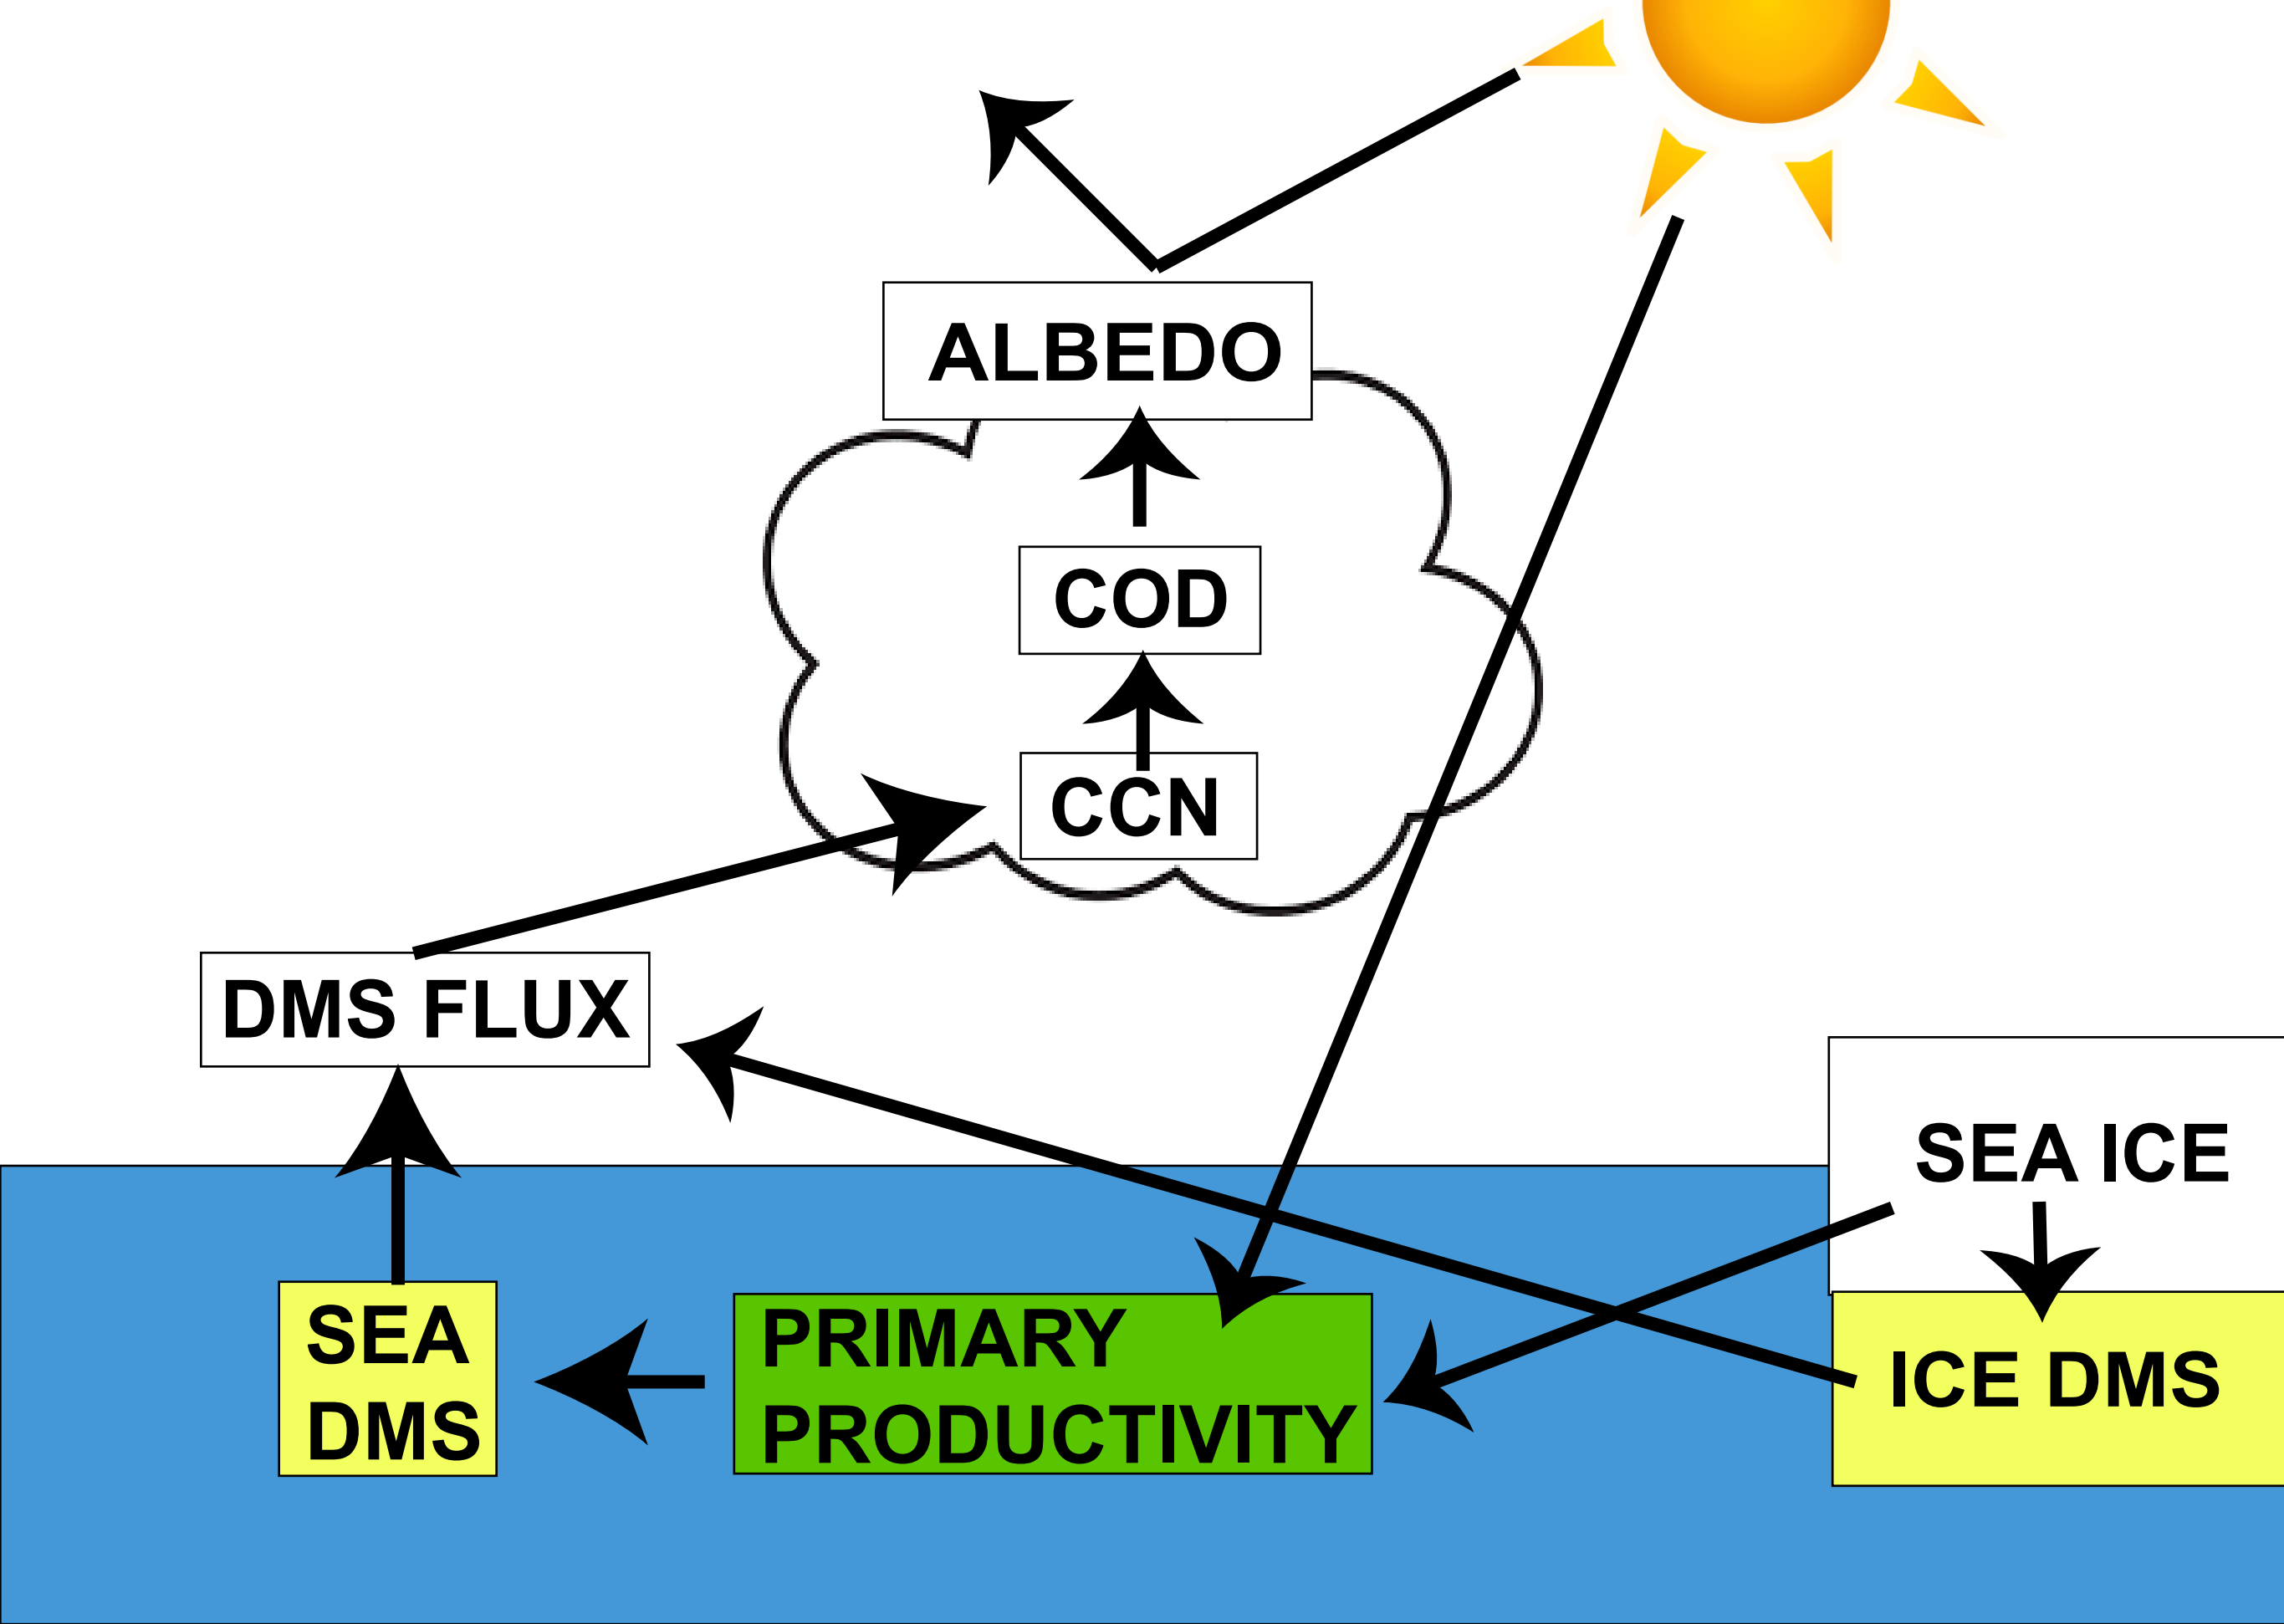 ALBEDO
COD
CCN
DMS FLUX
SEA ICE
SEA
DMS
PRIMARY
PRODUCTIVITY
ICE DMS